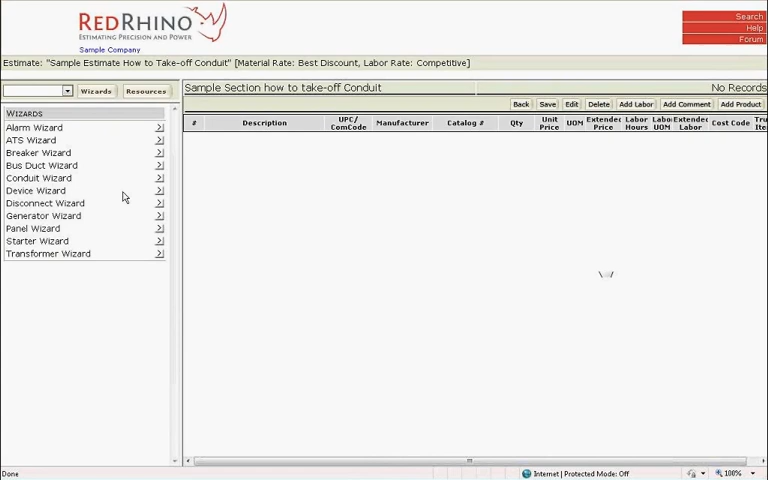 REDRHINO
ESTIMATING PRECISION AND POWER
Sample Company
Search
Help
Forum
Estimate: "Sample Estimate How to Take-off Conduit" [Material Rate: Best Discount, Labor Rate: Competitive]
Wizards Resources
Sample Section how to take-off Conduit No Records
Back Save Edit Delete Add Labor Add Comment Add Product
# Description UPC/ ComCode Manufacturer Catalog # Qty Unit Price UOM Extended Price Labor Hours Labor UOM Extended Labor Cost Code Tru Ite
WIZARDS
Alarm Wizard
ATS Wizard
Breaker Wizard
Bus Duct Wizard
Conduit Wizard
Device Wizard
Disconnect Wizard
Generator Wizard
Panel Wizard
Starter Wizard
Transformer Wizard
Done Internet | Protected Mode: Off 100%